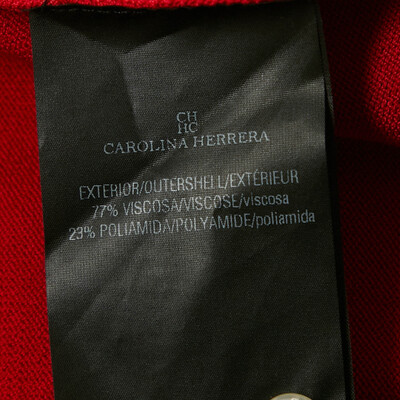 CH
HC
CAROLINA HERRERA
EXTERIOR/OUTERSHELL/EXTÉRIEUR
77% VISCOSA/VISCOSE/viscosa
23% POLIAMIDA/POLYAMIDE/poliamida